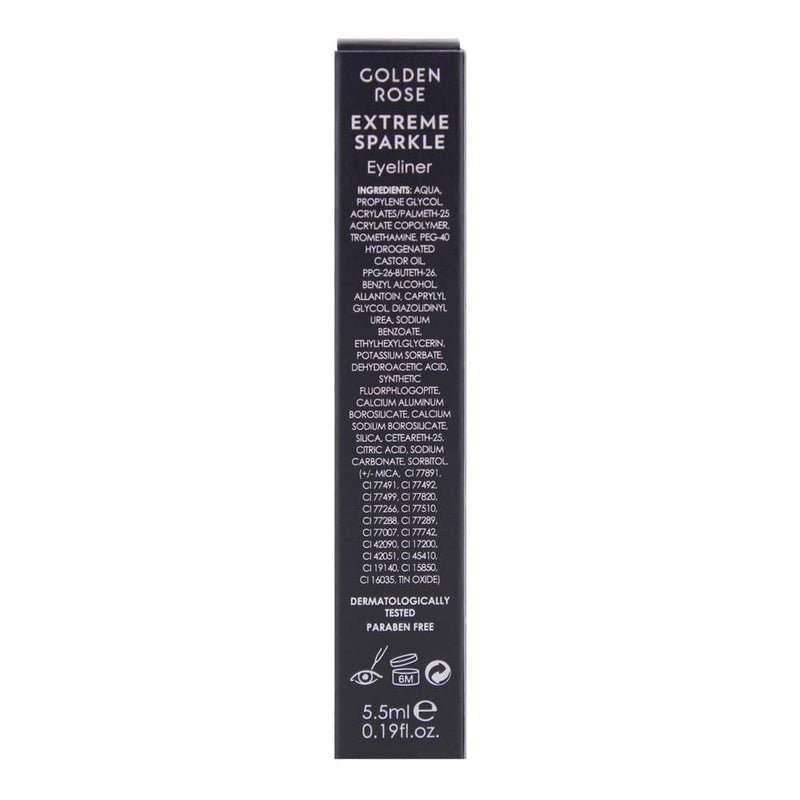 GOLDEN
ROSE
EXTREME
SPARKLE
Eyeliner
INGREDIENTS: AQUA,
PROPYLENE GLYCOL,
ACRYLATES/PALMETH-25
ACRYLATE COPOLYMER,
TROMETHAMINE, PEG-40
HYDROGENATED
CASTOR OIL,
PPG-26-BUTETH-26,
BENZYL ALCOHOL,
ALLANTOIN, CAPRYLYL
GLYCOL, DIAZOLIDINYL
UREA, SODIUM
BENZOATE,
ETHYLHEXYLGLYCERIN,
POTASSIUM SORBATE,
DEHYDROACETIC ACID,
SYNTHETIC
FLUORPHLOGOPITE,
CALCIUM ALUMINUM
BOROSILICATE, CALCIUM
SODIUM BOROSILICATE,
SILICA, CETEARETH-25,
CITRIC ACID, SODIUM
CARBONATE, SORBITOL.
(+/- MICA, CI 77891,
CI 77491, CI 77492,
CI 77499, CI 77820,
CI 77266, CI 77510,
CI 77288, CI 77289,
CI 77007, CI 77742,
CI 42090, CI 17200,
CI 42051, CI 45410,
CI 19140, CI 15850,
CI 16035, TIN OXIDE)
DERMATOLOGICALLY
TESTED
PARABEN FREE
6M
5.5ml e
0.19fl.oz.